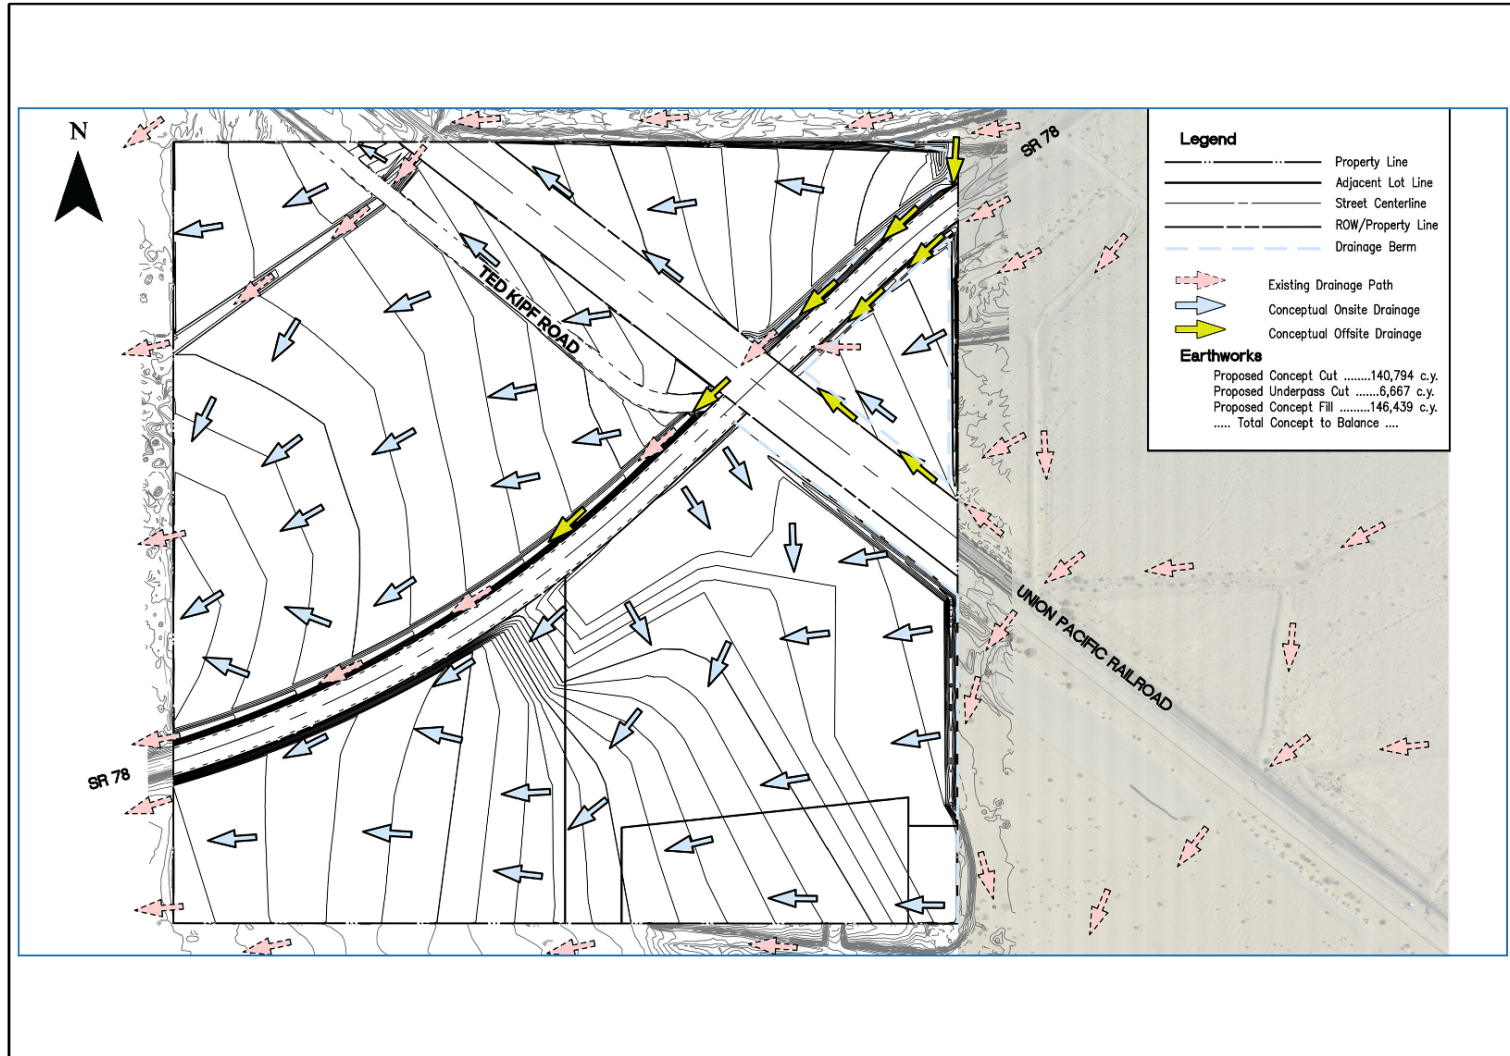 N
SR 78
Legend
Property Line
Adjacent Lot Line
Street Centerline
ROW/Property Line
Drainage Berm
Existing Drainage Path
Conceptual Onsite Drainage
Conceptual Offsite Drainage
Earthworks
Proposed Concept Cut ........140,794 c.y.
Proposed Underpass Cut .......6,667 c.y.
Proposed Concept Fill .........146,439 c.y.
..... Total Concept to Balance ....
TED KIPF ROAD
UNION PACIFIC RAILROAD
SR 78